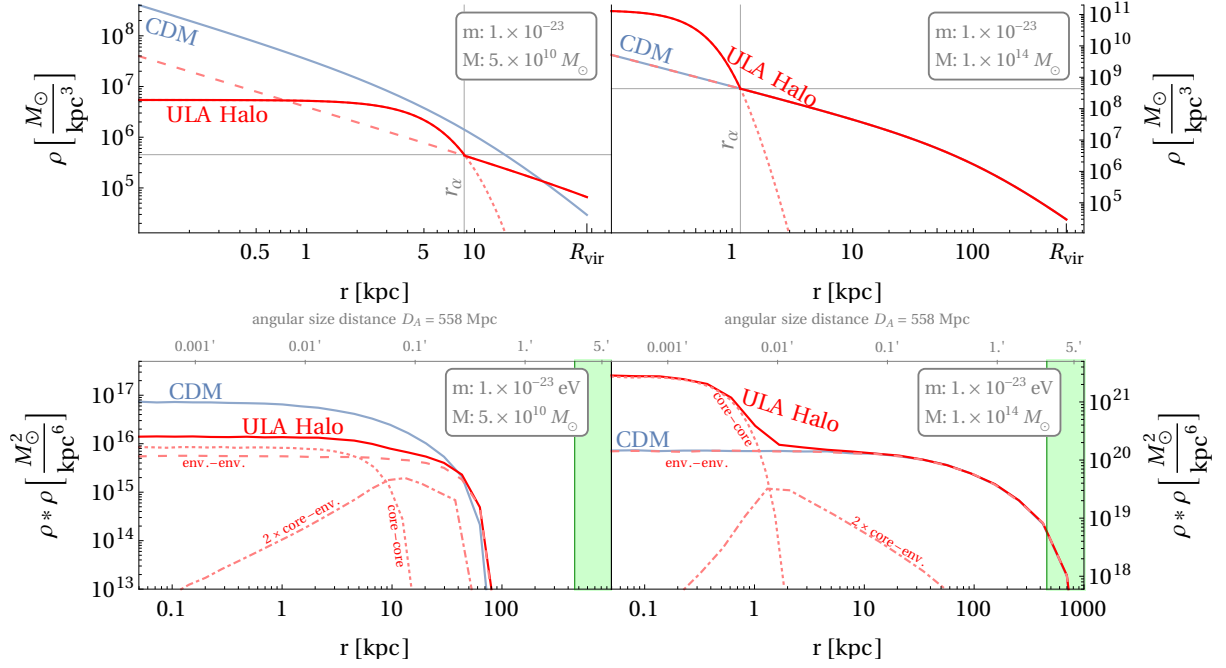 CDM
ULA Halo
m: 1. × 10⁻²³
M: 5. × 10¹⁰ M☉
r_α
10⁸
10⁷
10⁶
10⁵
ρ [M☉/kpc³]
0.5 1 5 10 R_vir
r [kpc]
CDM
ULA Halo
m: 1. × 10⁻²³
M: 1. × 10¹⁴ M☉
r_α
10¹¹
10¹⁰
10⁹
10⁸
10⁷
10⁶
10⁵
ρ [M☉/kpc³]
1 10 100 R_vir
r [kpc]
angular size distance D_A = 558 Mpc
0.001' 0.01' 0.1' 1.' 5.'
CDM
ULA Halo
env.–env.
2 × core–env.
core–core
m: 1. × 10⁻²³ eV
M: 5. × 10¹⁰ M☉
10¹⁷
10¹⁶
10¹⁵
10¹⁴
10¹³
ρ * ρ [M☉²/kpc⁶]
0.1 1 10 100
r [kpc]
angular size distance D_A = 558 Mpc
0.001' 0.01' 0.1' 1.' 5.'
core–core
ULA Halo
CDM
env.–env.
2 × core–env.
m: 1. × 10⁻²³ eV
M: 1. × 10¹⁴ M☉
10²¹
10²⁰
10¹⁹
10¹⁸
ρ * ρ [M☉²/kpc⁶]
0.1 1 10 100 1000
r [kpc]